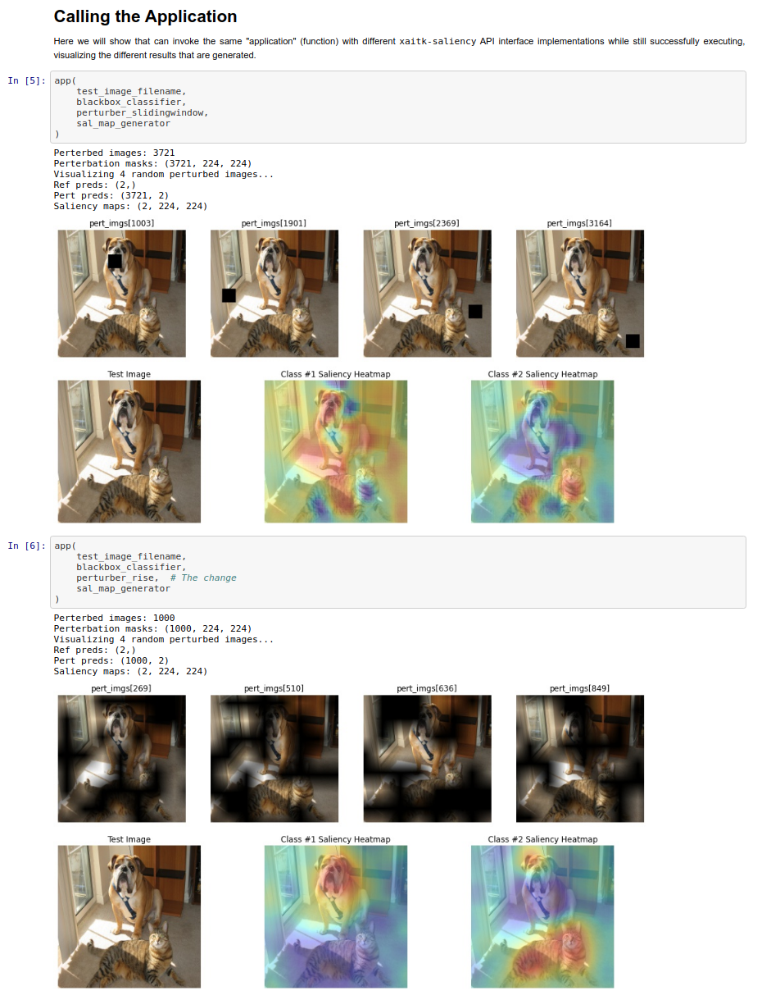 Calling the Application
Here we will show that can invoke the same "application" (function) with different xaitk-saliency API interface implementations while still successfully executing,
visualizing the different results that are generated.
In [5]:
app(
    test_image_filename,
    blackbox_classifier,
    perturber_slidingwindow,
    sal_map_generator
)
Perterbed images: 3721
Perterbation masks: (3721, 224, 224)
Visualizing 4 random perturbed images...
Ref preds: (2,)
Pert preds: (3721, 2)
Saliency maps: (2, 224, 224)
pert_imgs[1003] pert_imgs[1901] pert_imgs[2369] pert_imgs[3164]
Test Image Class #1 Saliency Heatmap Class #2 Saliency Heatmap
In [6]:
app(
    test_image_filename,
    blackbox_classifier,
    perturber_rise,  # The change
    sal_map_generator
)
Perterbed images: 1000
Perterbation masks: (1000, 224, 224)
Visualizing 4 random perturbed images...
Ref preds: (2,)
Pert preds: (1000, 2)
Saliency maps: (2, 224, 224)
pert_imgs[269] pert_imgs[510] pert_imgs[636] pert_imgs[849]
Test Image Class #1 Saliency Heatmap Class #2 Saliency Heatmap